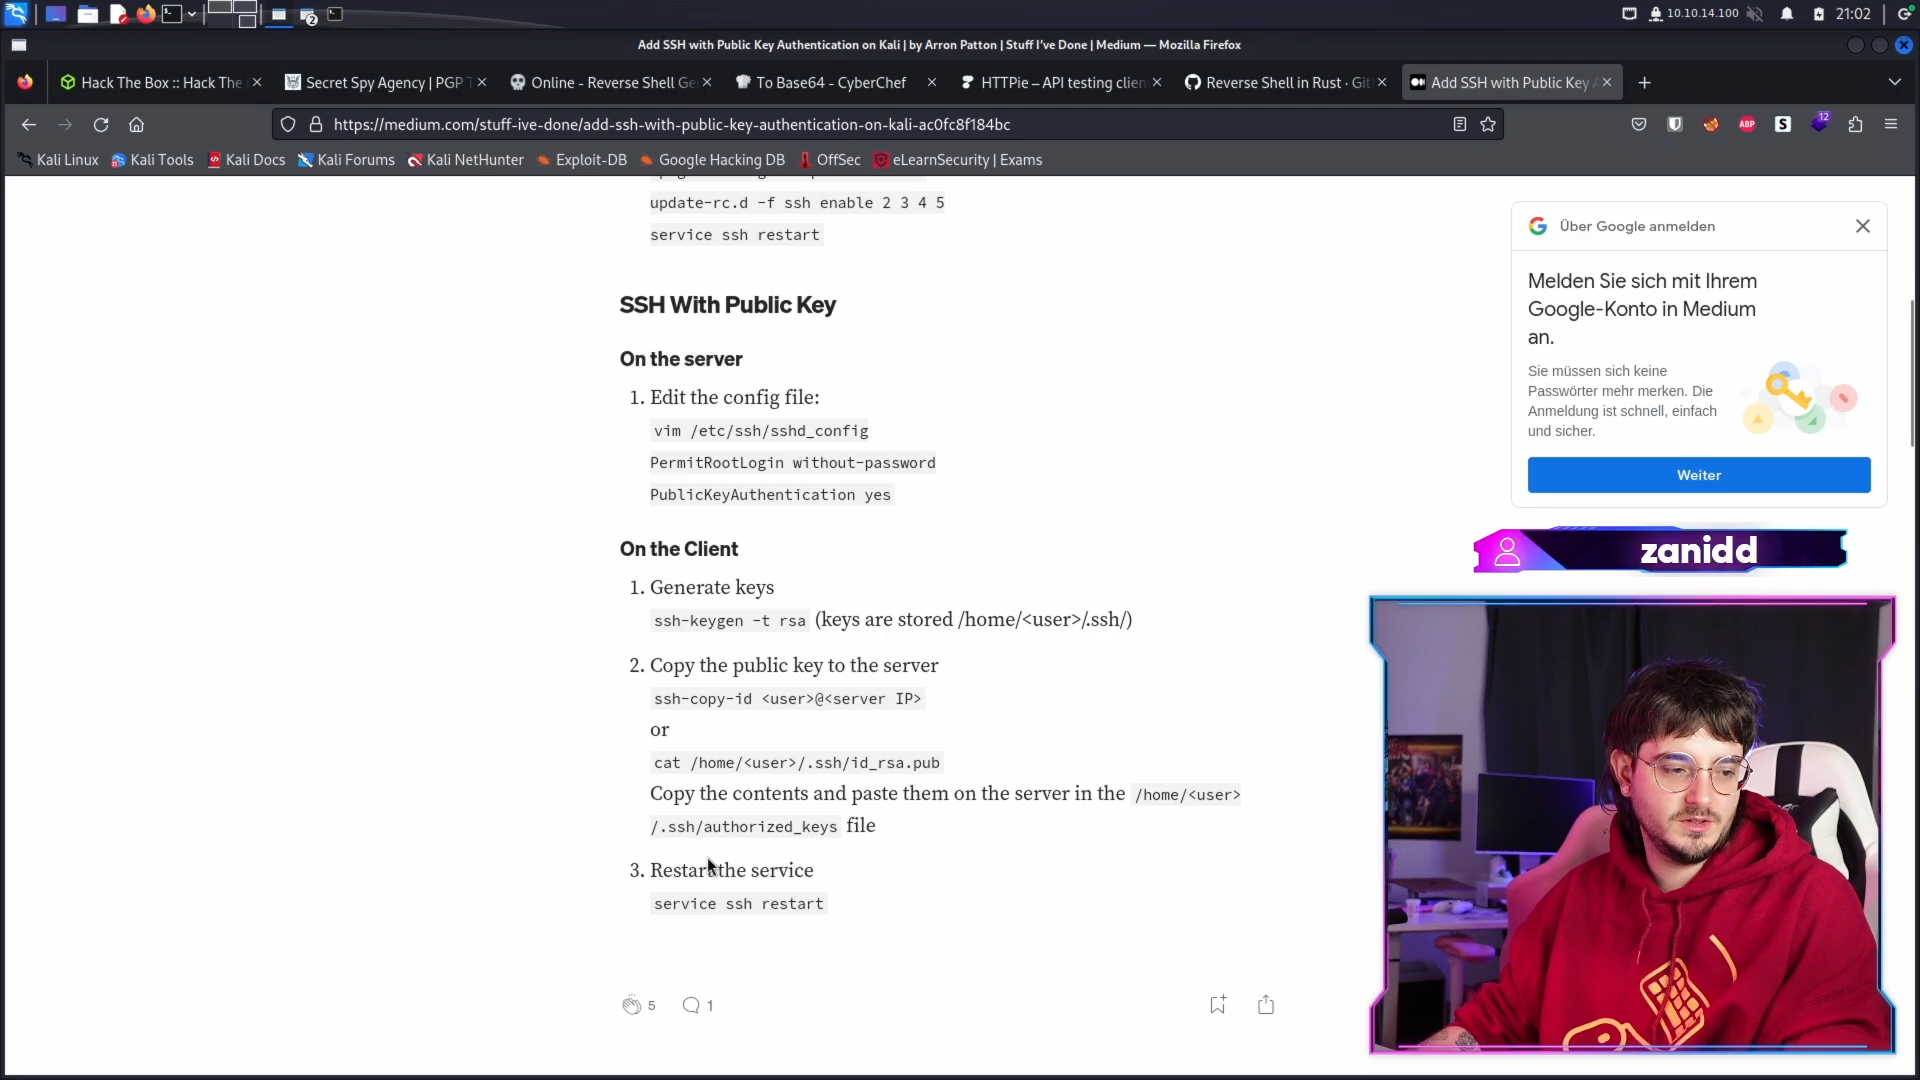 10.10.14.100
21:02
2
Add SSH with Public Key Authentication on Kali | by Arron Patton | Stuff I've Done | Medium — Mozilla Firefox
Hack The Box :: Hack The
Secret Spy Agency | PGP T
Online - Reverse Shell Ge
To Base64 - CyberChef
HTTPie – API testing clien
Reverse Shell in Rust · Git
Add SSH with Public Key A
https://medium.com/stuff-ive-done/add-ssh-with-public-key-authentication-on-kali-ac0fc8f184bc
ABP
S
12
Kali Linux
Kali Tools
Kali Docs
Kali Forums
Kali NetHunter
Exploit-DB
Google Hacking DB
OffSec
eLearnSecurity | Exams
update-rc.d -f ssh enable 2 3 4 5
service ssh restart
SSH With Public Key
On the server
1. Edit the config file:
vim /etc/ssh/sshd_config
PermitRootLogin without-password
PublicKeyAuthentication yes
On the Client
1. Generate keys
ssh-keygen -t rsa (keys are stored /home/<user>/.ssh/)
2. Copy the public key to the server
ssh-copy-id <user>@<server IP>
or
cat /home/<user>/.ssh/id_rsa.pub
Copy the contents and paste them on the server in the /home/<user>
/.ssh/authorized_keys file
3. Restart the service
service ssh restart
5
1
Über Google anmelden
Melden Sie sich mit Ihrem
Google-Konto in Medium
an.
Sie müssen sich keine
Passwörter mehr merken. Die
Anmeldung ist schnell, einfach
und sicher.
Weiter
zanidd